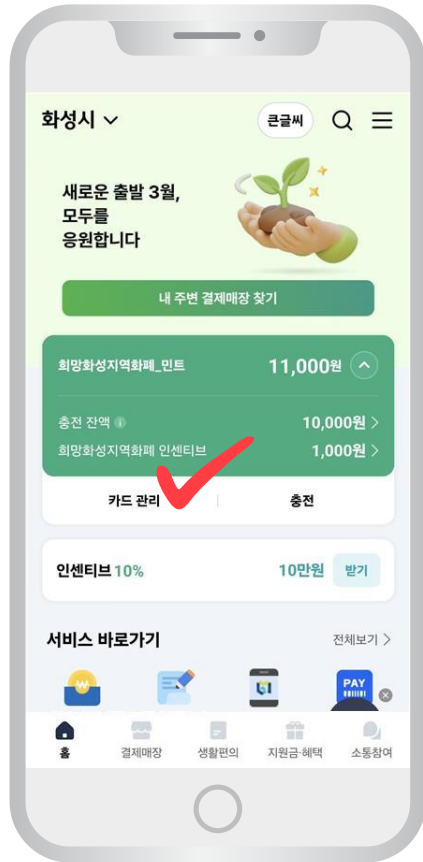 화성시
큰글씨
새로운 출발 3월,
모두를
응원합니다
내 주변 결제매장 찾기
희망화성지역화폐_민트 11,000원
충전 잔액 10,000원
희망화성지역화폐 인센티브 1,000원
카드 관리 충전
인센티브 10% 10만원 받기
서비스 바로가기 전체보기
PAY
홈 결제매장 생활편의 지원금·혜택 소통참여